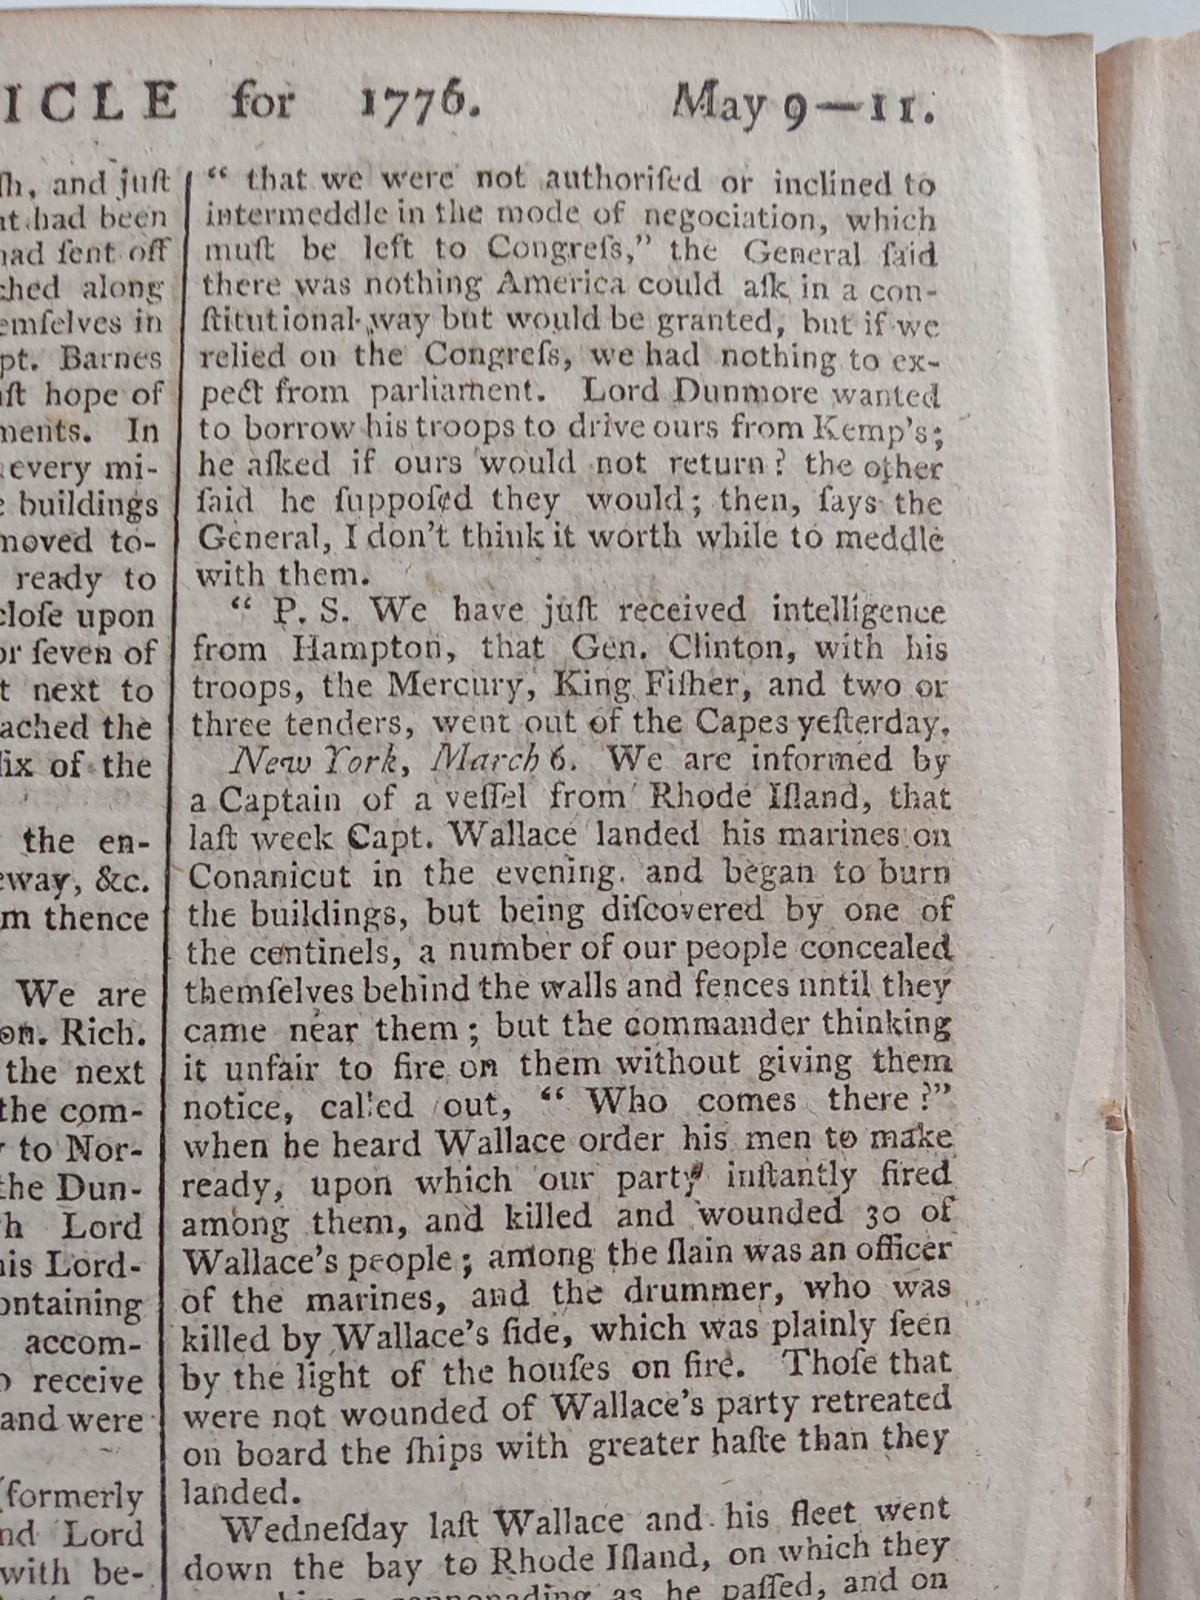 ICLE for 1776. May 9—11.
ſh, and juſt
at had been
had ſent off
ched along
emſelves in
pt. Barnes
aſt hope of
ments. In
every mi-
e buildings
moved to-
ready to
cloſe upon
or ſeven of
t next to
ached the
ſix of the
the en-
eway, &c.
m thence
We are
on. Rich.
the next
the com-
y to Nor-
the Dun-
h Lord
his Lord-
ontaining
accom-
o receive
and were
(formerly
nd Lord
with be-
“ that we were not authoriſed or inclined to
intermeddle in the mode of negociation, which
muſt be left to Congreſs,” the General ſaid
there was nothing America could aſk in a con-
ſtitutional way but would be granted, but if we
relied on the Congreſs, we had nothing to ex-
pect from parliament. Lord Dunmore wanted
to borrow his troops to drive ours from Kemp’s;
he aſked if ours would not return? the other
ſaid he ſuppoſed they would; then, ſays the
General, I don’t think it worth while to meddle
with them.
“ P. S. We have juſt received intelligence
from Hampton, that Gen. Clinton, with his
troops, the Mercury, King Fiſher, and two or
three tenders, went out of the Capes yeſterday.
New York, March 6. We are informed by
a Captain of a veſſel from Rhode Iſland, that
laſt week Capt. Wallace landed his marines on
Conanicut in the evening. and began to burn
the buildings, but being diſcovered by one of
the centinels, a number of our people concealed
themſelves behind the walls and fences nntil they
came near them; but the commander thinking
it unfair to fire on them without giving them
notice, called out, “ Who comes there?”
when he heard Wallace order his men to make
ready, upon which our party inſtantly fired
among them, and killed and wounded 30 of
Wallace’s people; among the ſlain was an officer
of the marines, and the drummer, who was
killed by Wallace’s ſide, which was plainly ſeen
by the light of the houſes on fire. Thoſe that
were not wounded of Wallace’s party retreated
on board the ſhips with greater haſte than they
landed.
Wedneſday laſt Wallace and his fleet went
down the bay to Rhode Iſland, on which they
cannonading as he paſſed, and on